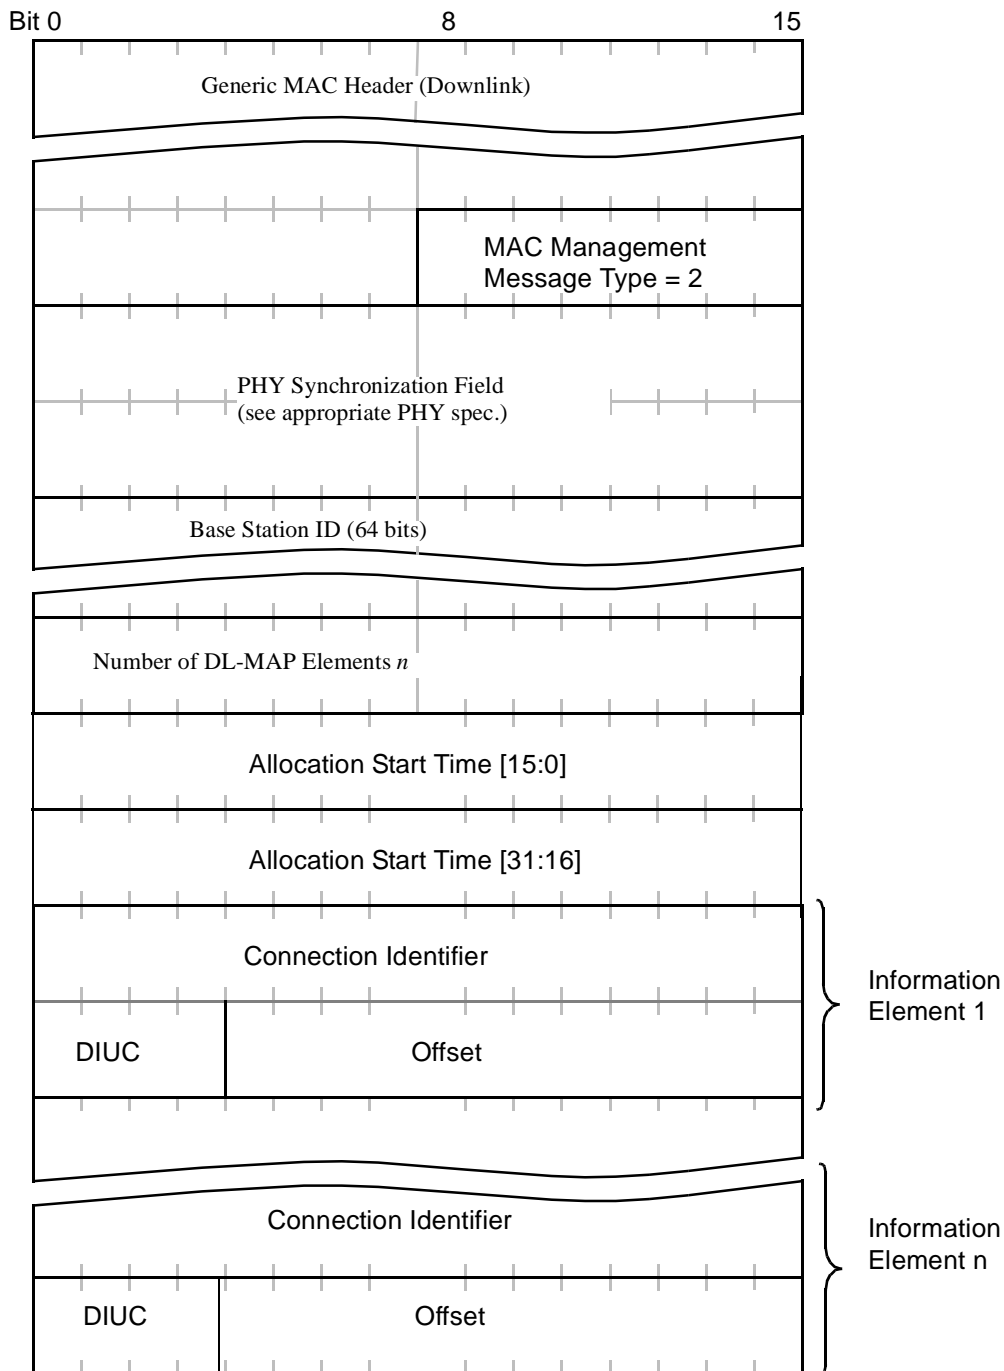 Bit 0 8 15
Generic MAC Header (Downlink)
MAC Management
Message Type = 2
PHY Synchronization Field
(see appropriate PHY spec.)
Base Station ID (64 bits)
Number of DL-MAP Elements n
Allocation Start Time [15:0]
Allocation Start Time [31:16]
Connection Identifier
Information
Element 1
DIUC Offset
Connection Identifier
Information
Element n
DIUC Offset